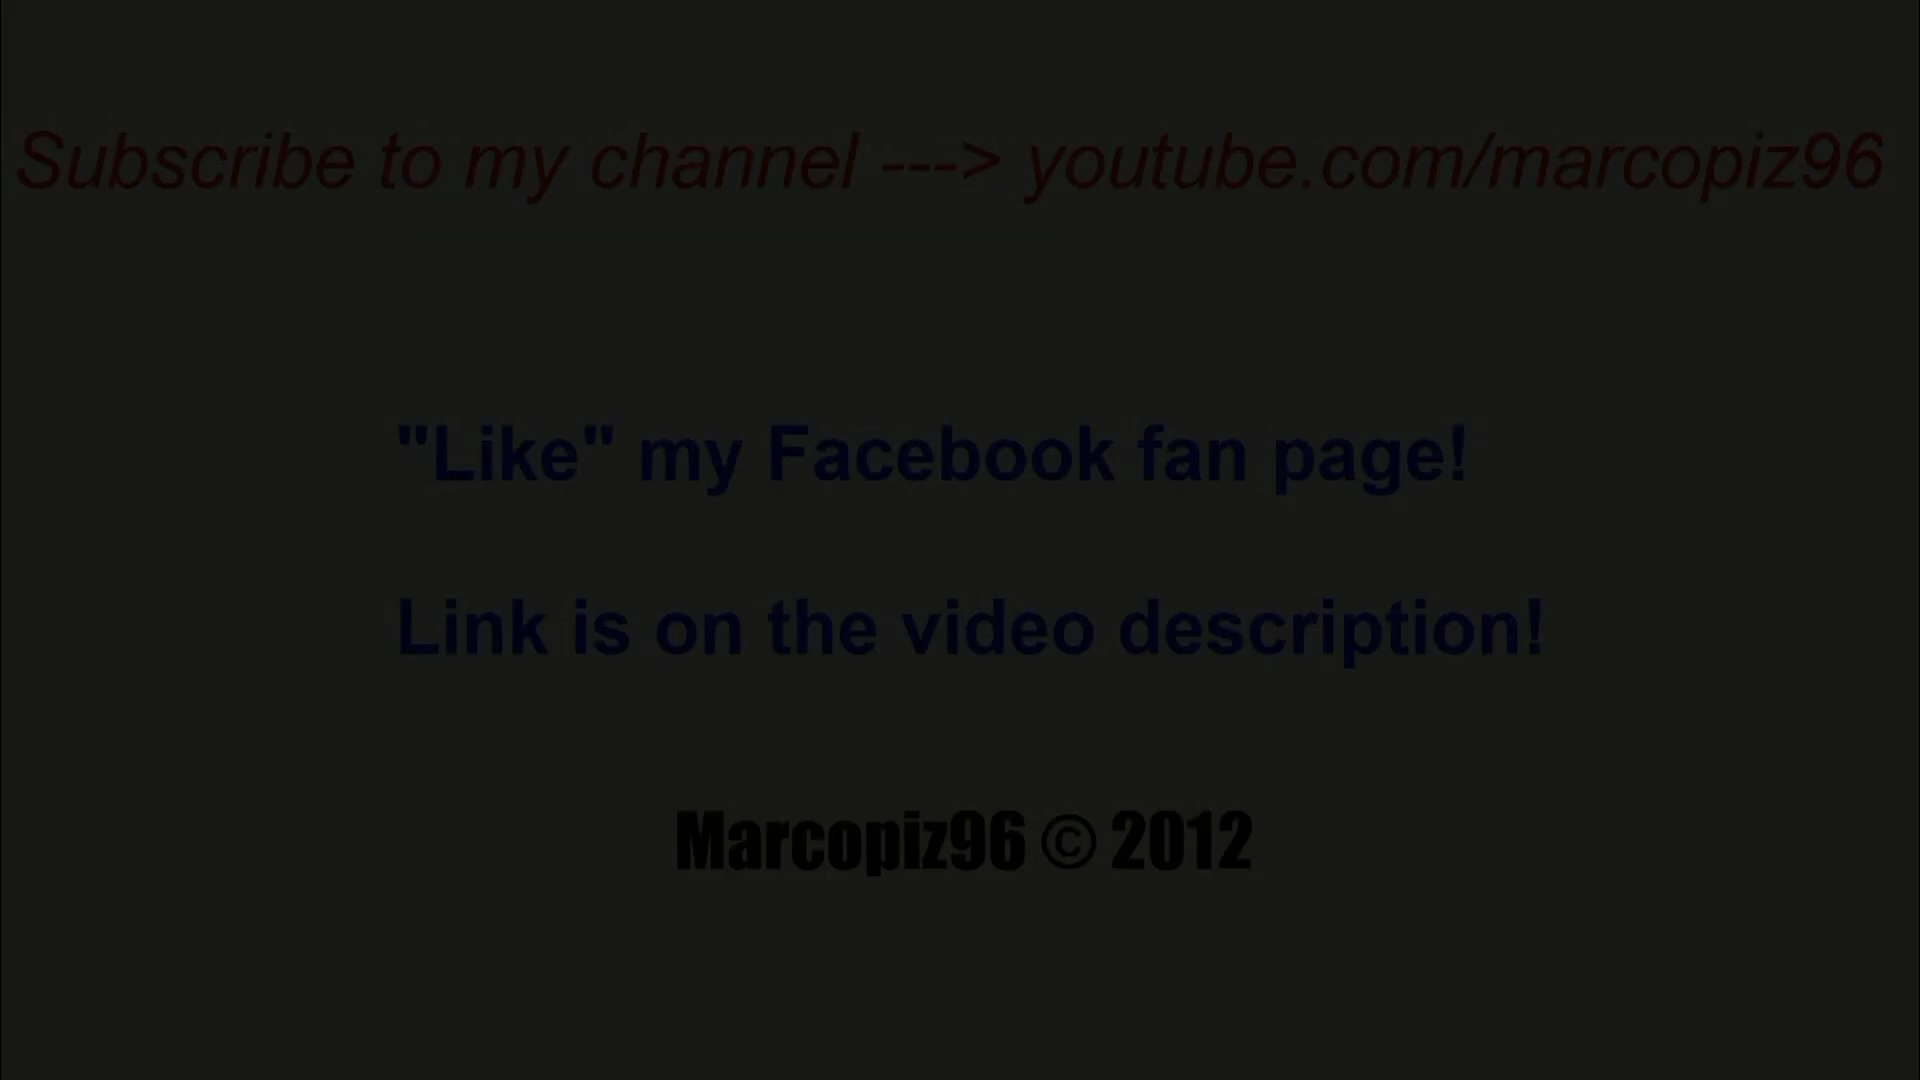 Subscribe to my channel ---> youtube.com/marcopiz96
"Like" my Facebook fan page!
Link is on the video description!
Marcopiz96 © 2012